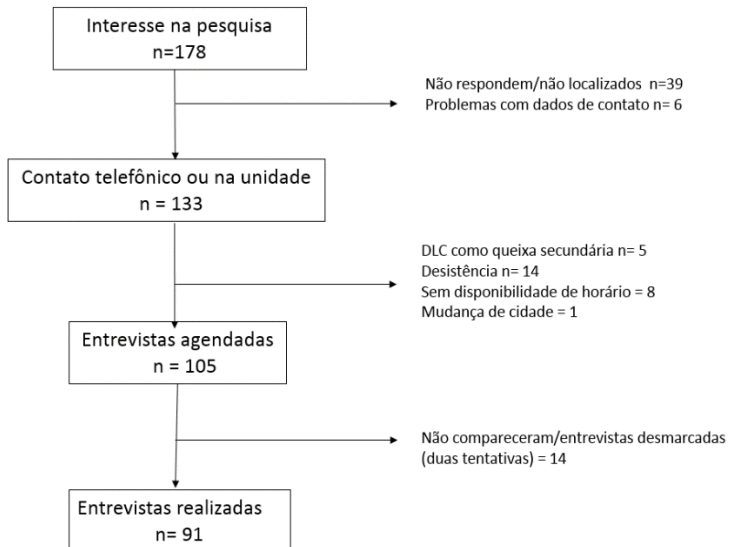 Interesse na pesquisa
n=178
Não respondem/não localizados n=39
Problemas com dados de contato n= 6
Contato telefônico ou na unidade
n = 133
DLC como queixa secundária n= 5
Desistência n= 14
Sem disponibilidade de horário = 8
Mudança de cidade = 1
Entrevistas agendadas
n = 105
Não compareceram/entrevistas desmarcadas
(duas tentativas) = 14
Entrevistas realizadas
n= 91